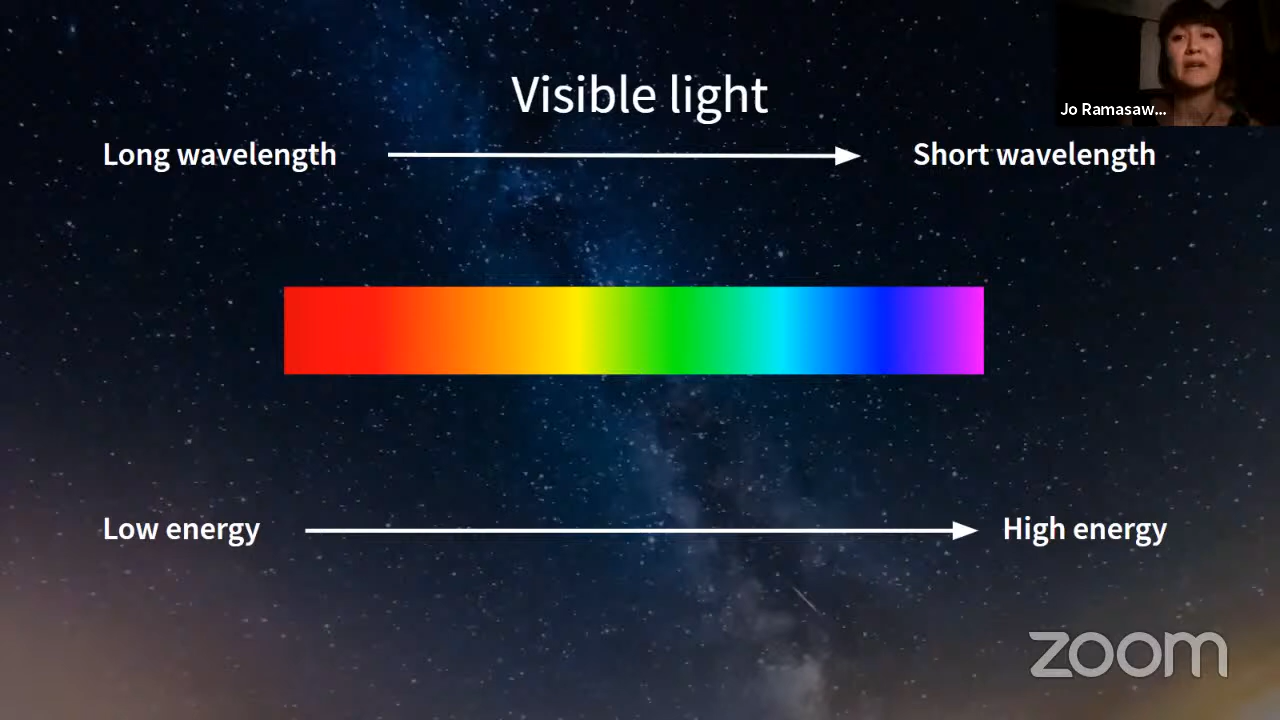 Visible light
Jo Ramasaw...
Long wavelength
Short wavelength
Low energy
High energy
zoom